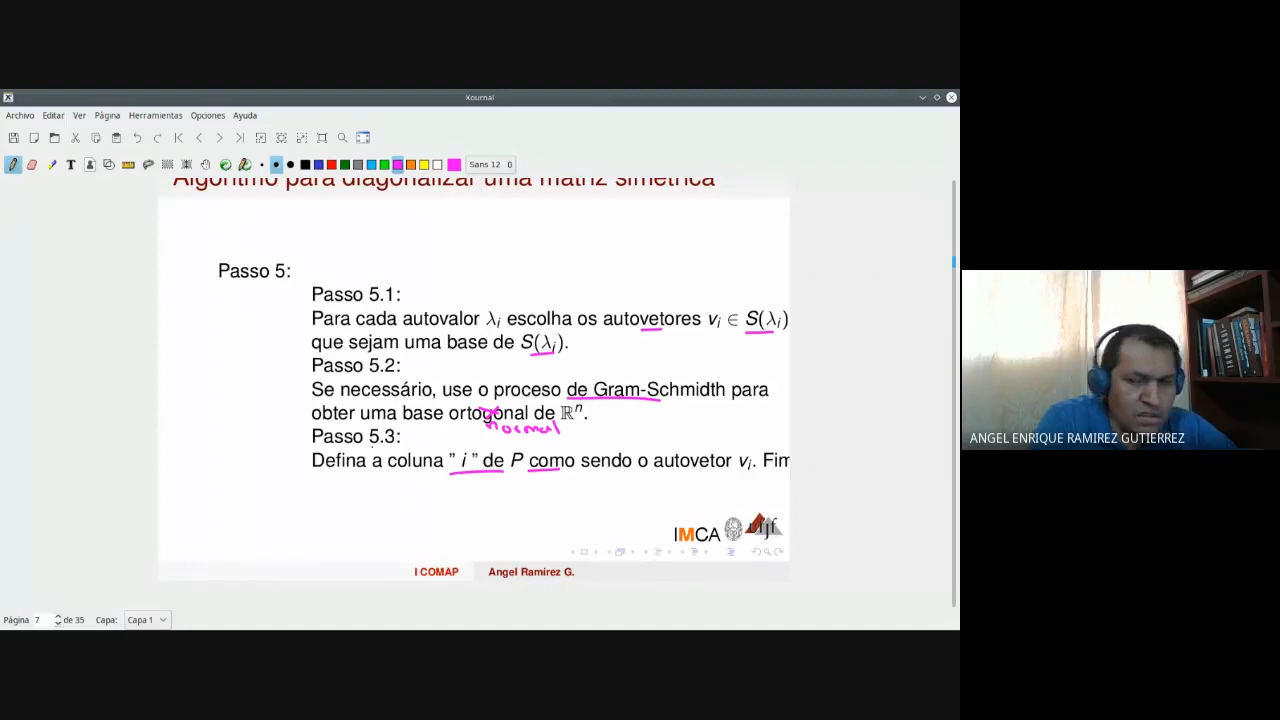 Xournal
Archivo Editar Ver Página Herramientas Opciones Ayuda
Sans 12
Algoritmo para diagonalizar uma matriz simétrica
Passo 5:
Passo 5.1:
Para cada autovalor λi escolha os autovetores vi ∈ S(λi)
que sejam uma base de S(λi).
Passo 5.2:
Se necessário, use o processo de Gram-Schmidth para
obter uma base ortogonal de ℝⁿ.
normal
Passo 5.3:
Defina a coluna " i " de P como sendo o autovetor vi. Fim
IMCA ufjf
I COMAP Angel Ramírez G.
Página 7 de 35 Capa: Capa 1
ANGEL ENRIQUE RAMIREZ GUTIERREZ